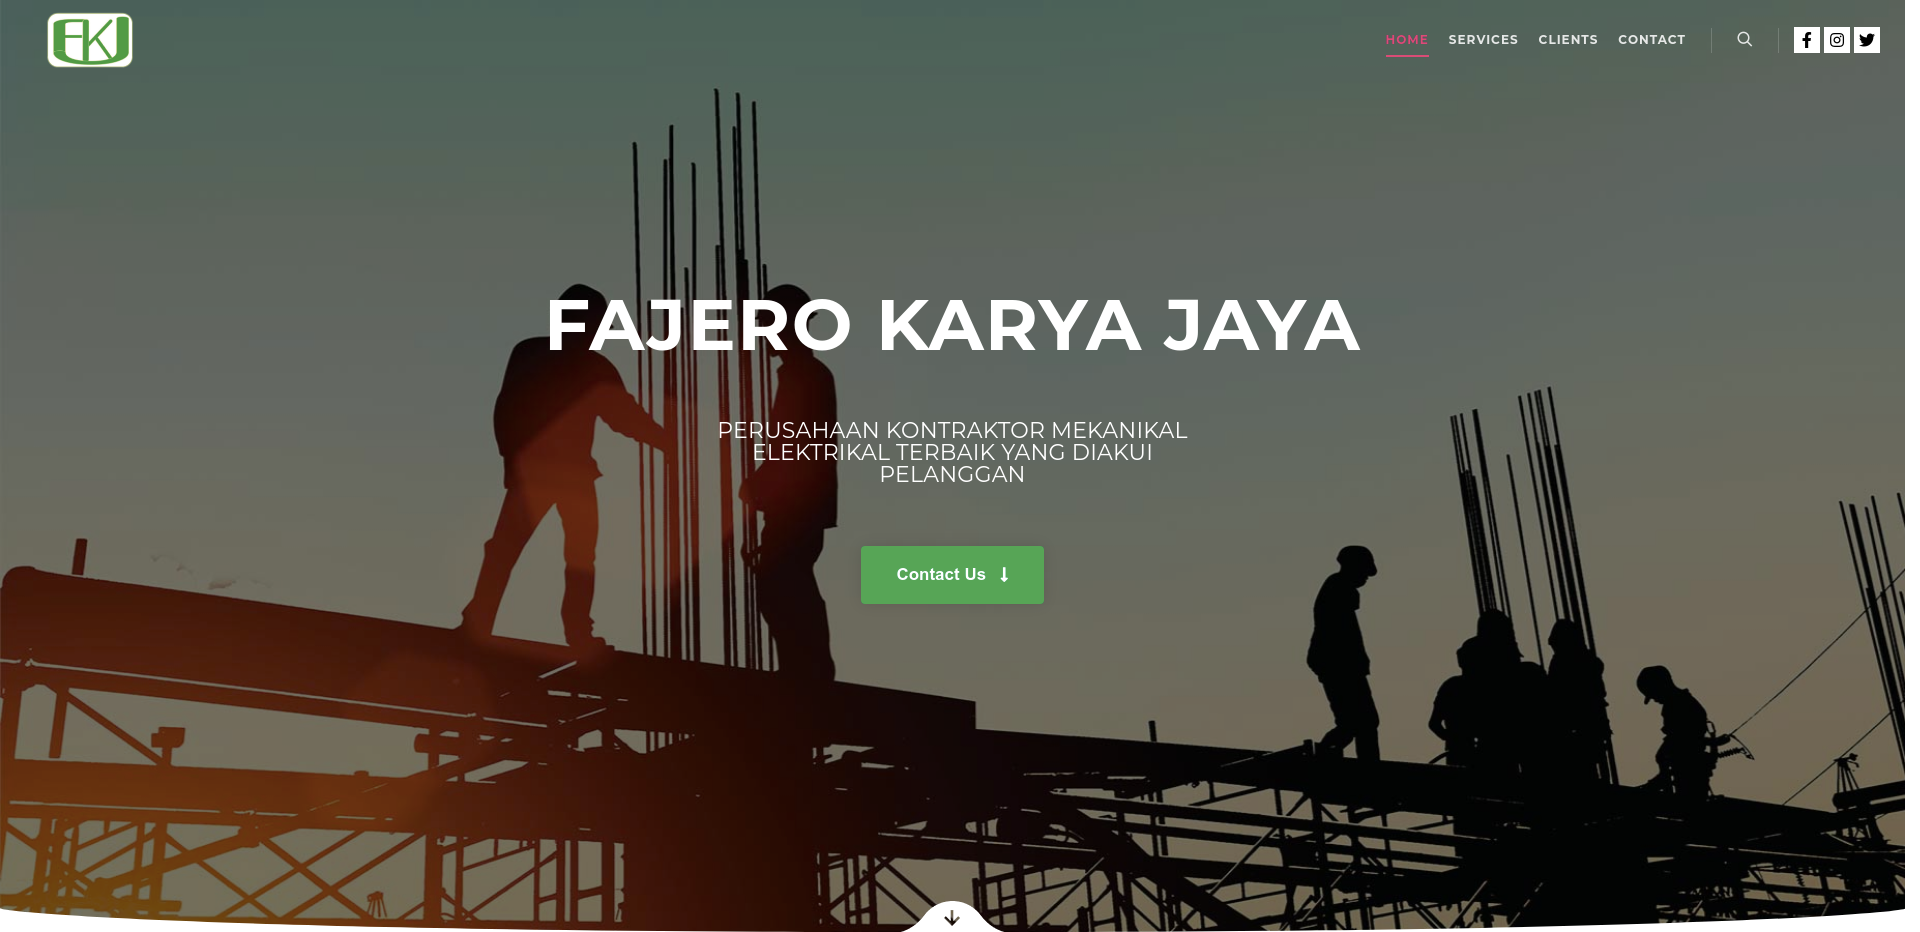 FKJ
HOME SERVICES CLIENTS CONTACT
FAJERO KARYA JAYA
PERUSAHAAN KONTRAKTOR MEKANIKAL
ELEKTRIKAL TERBAIK YANG DIAKUI
PELANGGAN
Contact Us